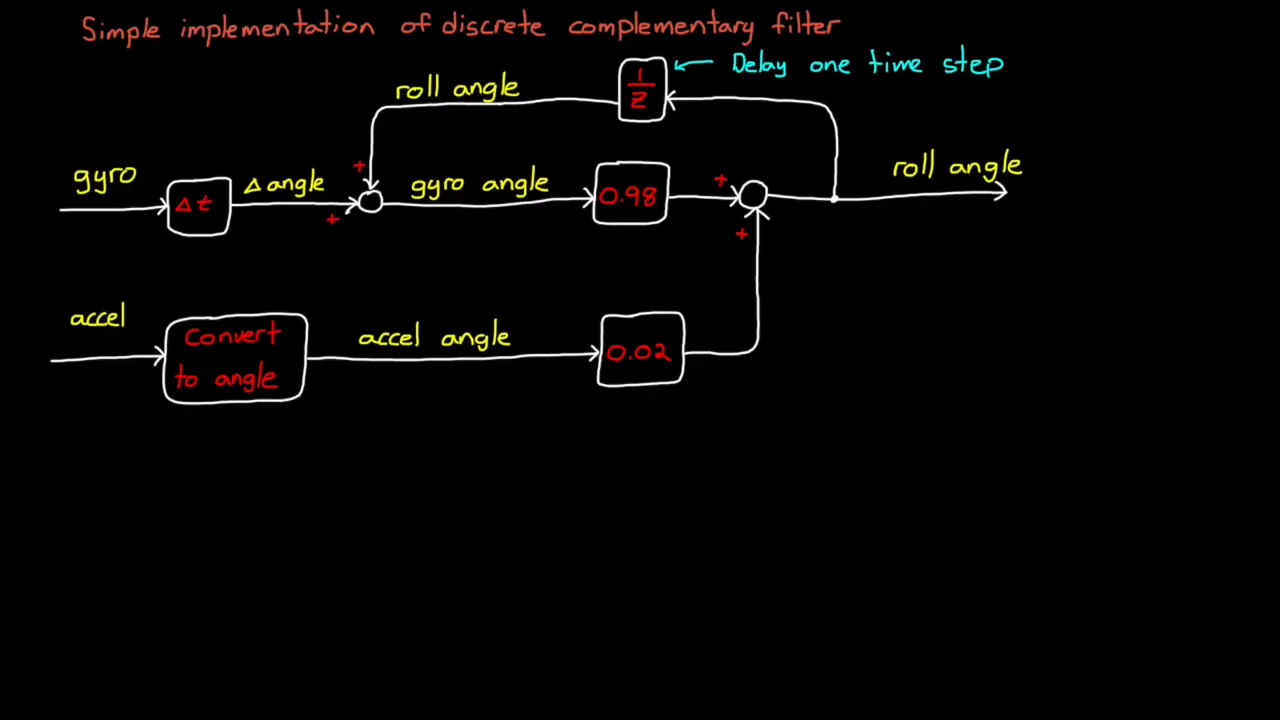 Simple implementation of discrete complementary filter
1
z
← Delay one time step
roll angle
gyro
Δt
Δ angle
+
+
gyro angle
0.98
+
+
roll angle
accel
Convert
to angle
accel angle
0.02